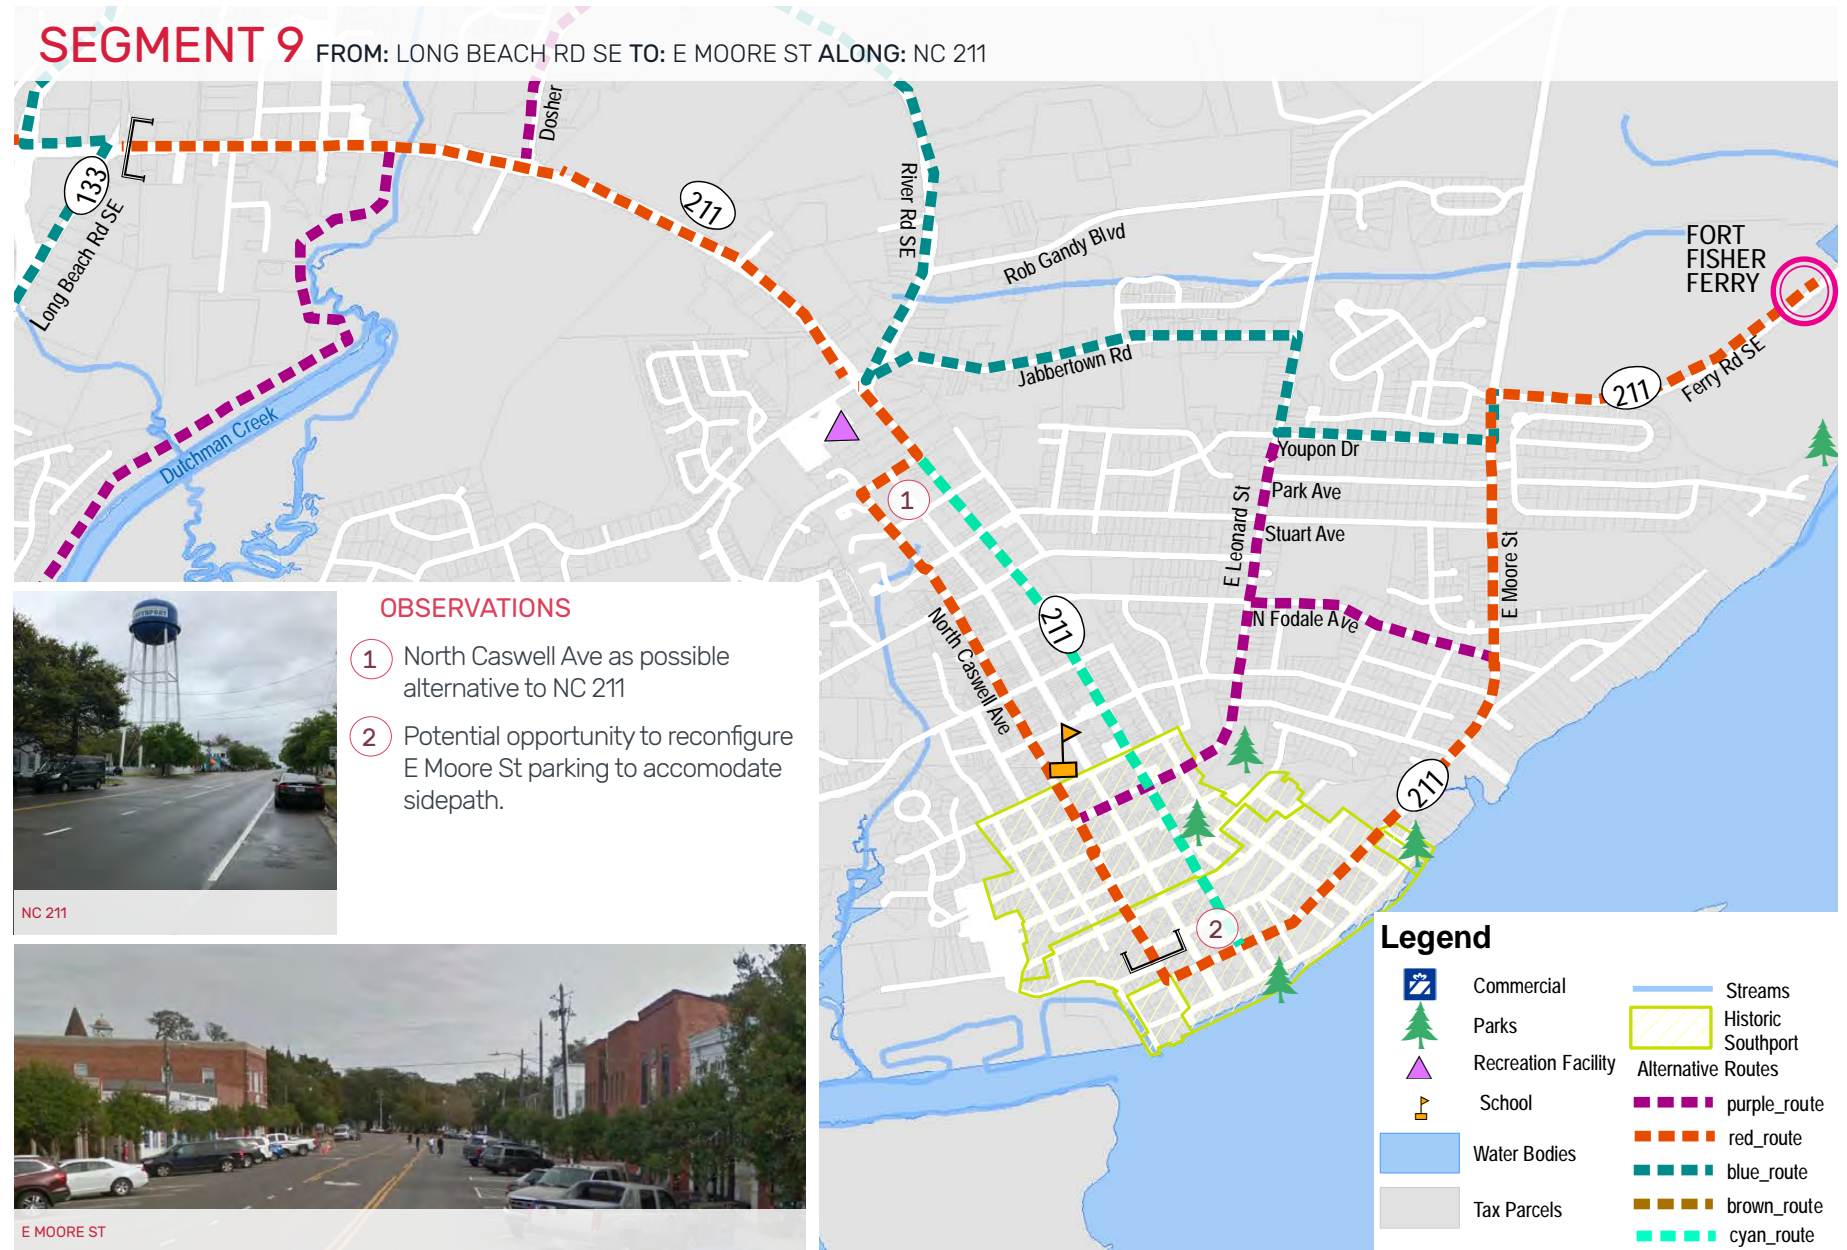 SEGMENT 9 FROM: LONG BEACH RD SE TO: E MOORE ST ALONG: NC 211
Dosher
133
Long Beach Rd SE
211
River Rd SE
Rob Gandy Blvd
FORT
FISHER
FERRY
Jabbertown Rd
211
Ferry Rd SE
Dutchman Creek
Youpon Dr
1
Park Ave
E Leonard St
Stuart Ave
E Moore St
N Fodale Ave
211
North Caswell Ave
211
2
SOUTHPORT
NC 211
OBSERVATIONS
1 North Caswell Ave as possible
alternative to NC 211
2 Potential opportunity to reconfigure
E Moore St parking to accomodate
sidepath.
E MOORE ST
Legend
Commercial
Parks
Recreation Facility
School
Water Bodies
Tax Parcels
Streams
Historic
Southport
Alternative Routes
purple_route
red_route
blue_route
brown_route
cyan_route